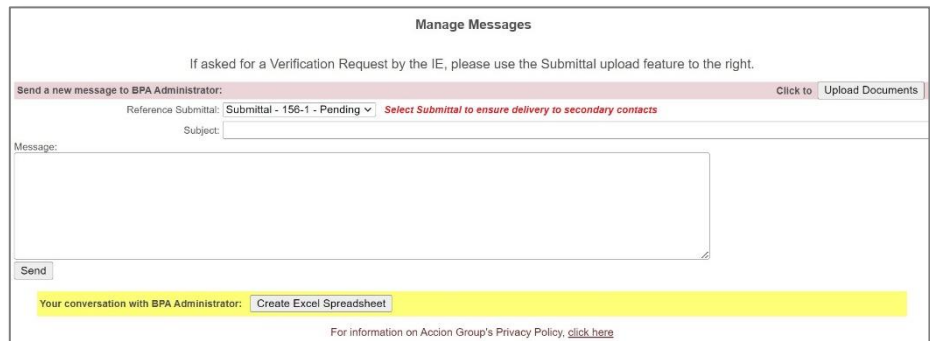 Manage Messages
If asked for a Verification Request by the IE, please use the Submittal upload feature to the right.
Send a new message to BPA Administrator: Click to Upload Documents
Reference Submittal: Submittal - 156-1 - Pending Select Submittal to ensure delivery to secondary contacts
Subject:
Message:
Send
Your conversation with BPA Administrator: Create Excel Spreadsheet
For information on Accion Group's Privacy Policy, click here